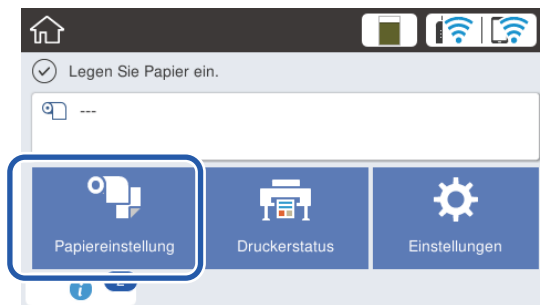 Legen Sie Papier ein.
---
Papiereinstellung
Druckerstatus
Einstellungen
i